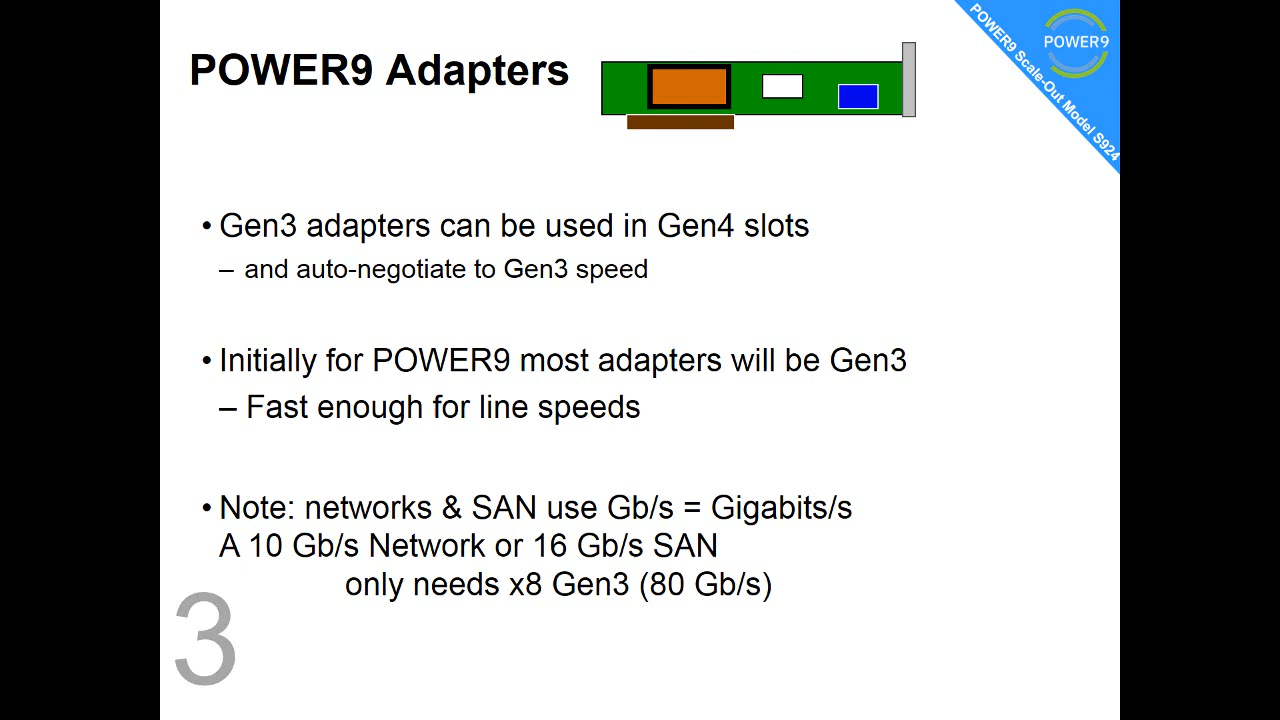 POWER9 Adapters
POWER9
POWER9 Scale-Out Model S924
• Gen3 adapters can be used in Gen4 slots
– and auto-negotiate to Gen3 speed
• Initially for POWER9 most adapters will be Gen3
– Fast enough for line speeds
• Note: networks & SAN use Gb/s = Gigabits/s
A 10 Gb/s Network or 16 Gb/s SAN
only needs x8 Gen3 (80 Gb/s)
3